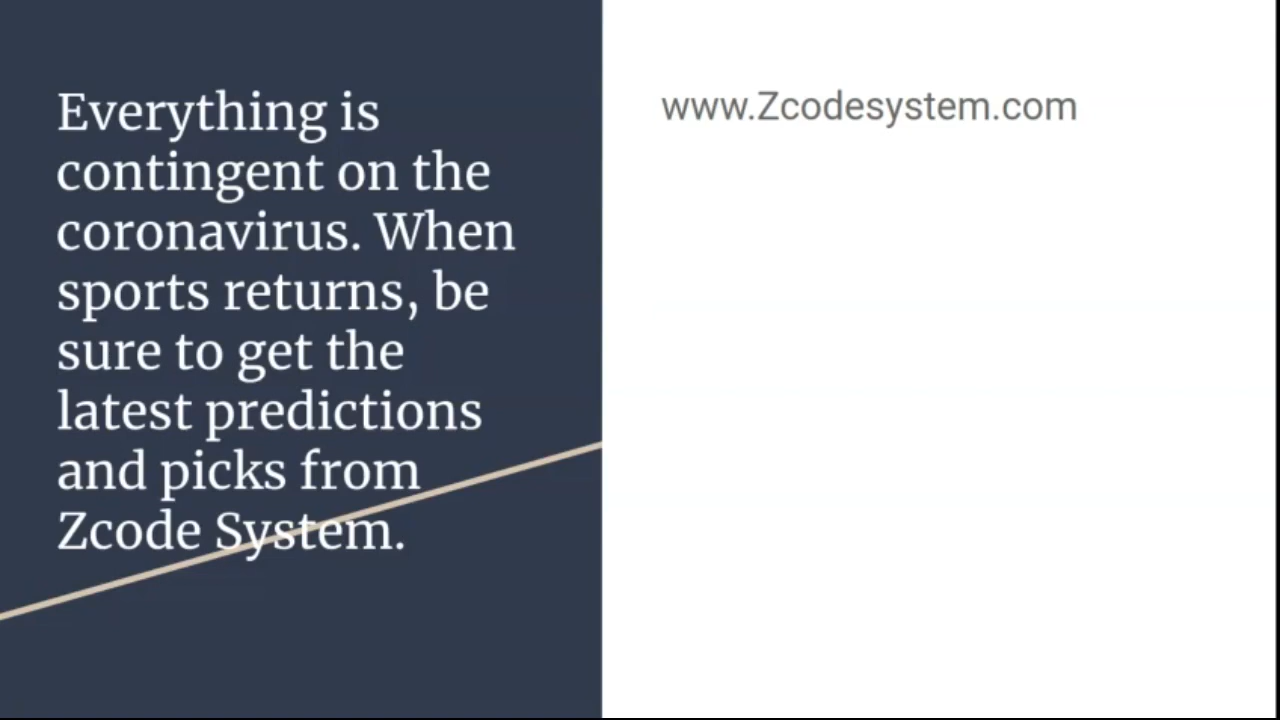 Everything is
contingent on the
coronavirus. When
sports returns, be
sure to get the
latest predictions
and picks from
Zcode System.
www.Zcodesystem.com